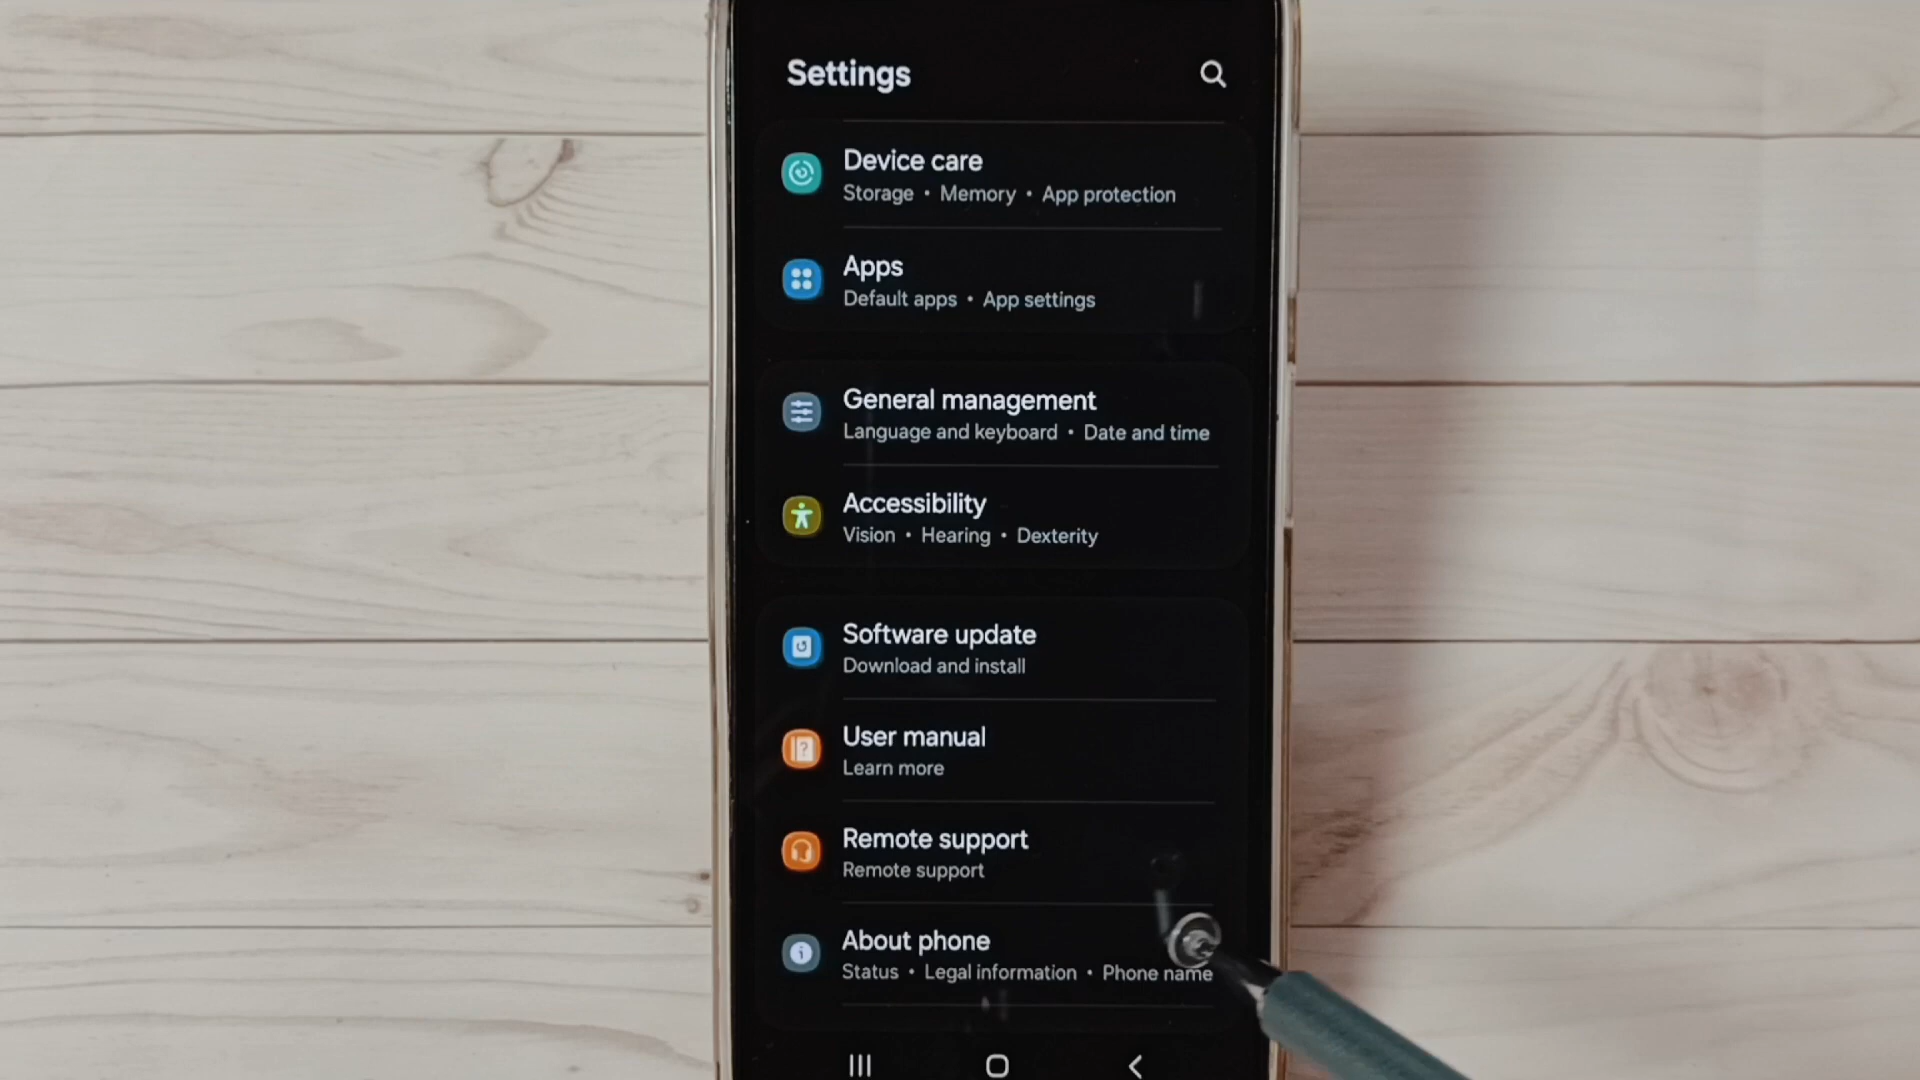 Settings
Device care
Storage • Memory • App protection
Apps
Default apps • App settings
General management
Language and keyboard • Date and time
Accessibility
Vision • Hearing • Dexterity
Software update
Download and install
User manual
Learn more
Remote support
Remote support
About phone
Status • Legal information • Phone name